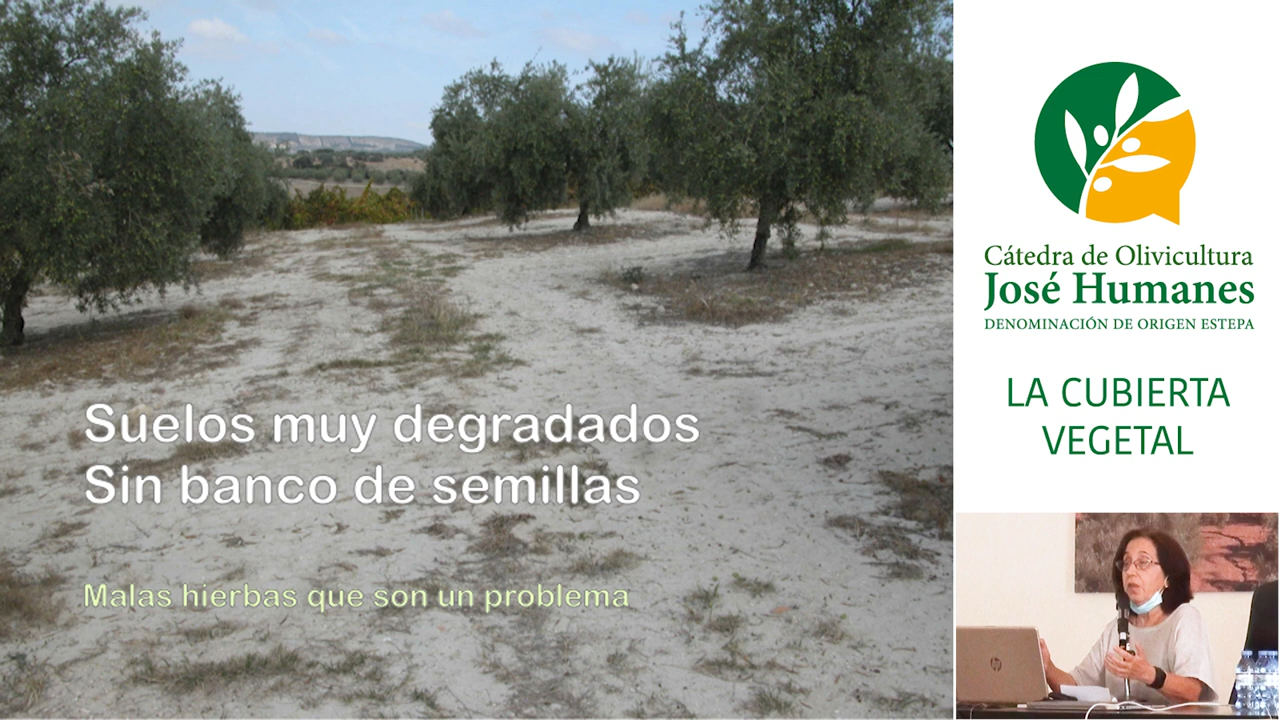 Suelos muy degradados
Sin banco de semillas
Malas hierbas que son un problema
Cátedra de Olivicultura
José Humanes
DENOMINACIÓN DE ORIGEN ESTEPA
LA CUBIERTA
VEGETAL
hp